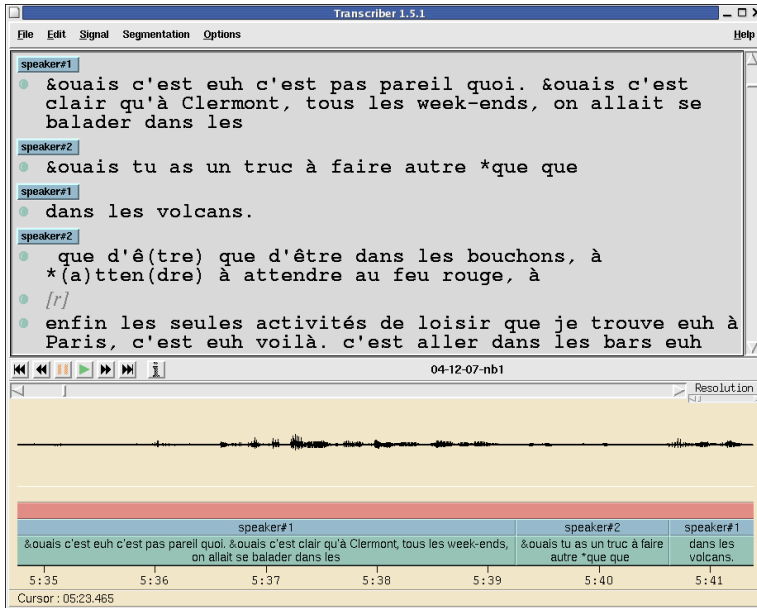 Transcriber 1.5.1
File Edit Signal Segmentation Options Help
speaker#1
&ouais c'est euh c'est pas pareil quoi. &ouais c'est
clair qu'à Clermont, tous les week-ends, on allait se
balader dans les
speaker#2
&ouais tu as un truc à faire autre *que que
speaker#1
dans les volcans.
speaker#2
que d'ê(tre) que d'être dans les bouchons, à
*(a)tten(dre) à attendre au feu rouge, à
[r]
enfin les seules activités de loisir que je trouve euh à
Paris, c'est euh voilà. c'est aller dans les bars euh
04-12-07-nb1
Resolution
speaker#1 speaker#2 speaker#1
&ouais c'est euh c'est pas pareil quoi. &ouais c'est clair qu'à Clermont, tous les week-ends, &ouais tu as un truc à faire dans les
on allait se balader dans les autre *que que volcans.
5:35 5:36 5:37 5:38 5:39 5:40 5:41
Cursor : 05:23.465